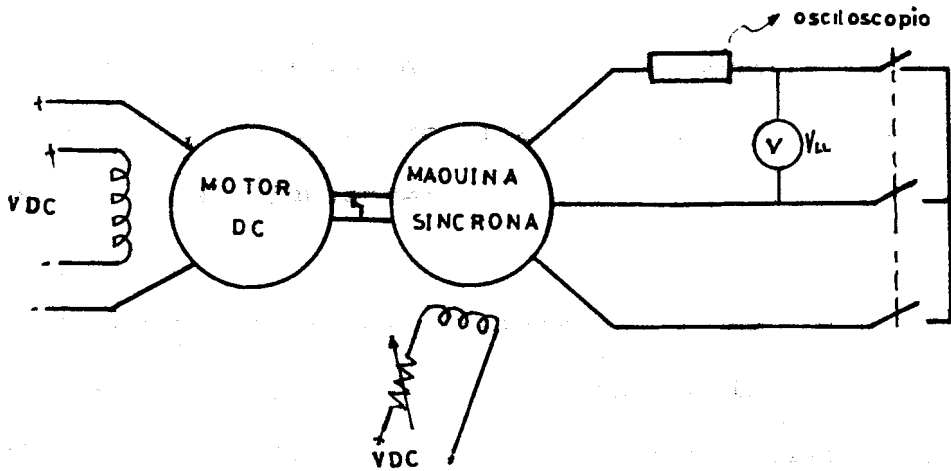 osciloscopio
+
+
VDC
-
-
MOTOR
DC
MAQUINA
SINCRONA
V
VLL
+
VDC
-